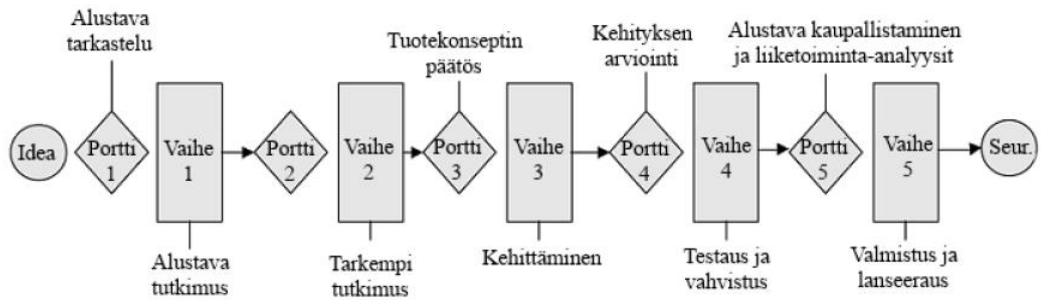 Alustava
tarkastelu
Tuotekonseptin
päätös
Kehityksen
arviointi
Alustava kaupallistaminen
ja liiketoiminta-analyysit
Idea
Portti
1
Vaihe
1
Portti
2
Vaihe
2
Portti
3
Vaihe
3
Portti
4
Vaihe
4
Portti
5
Vaihe
5
Seur.
Alustava
tutkimus
Tarkempi
tutkimus
Kehittäminen
Testaus ja
vahvistus
Valmistus ja
lanseeraus